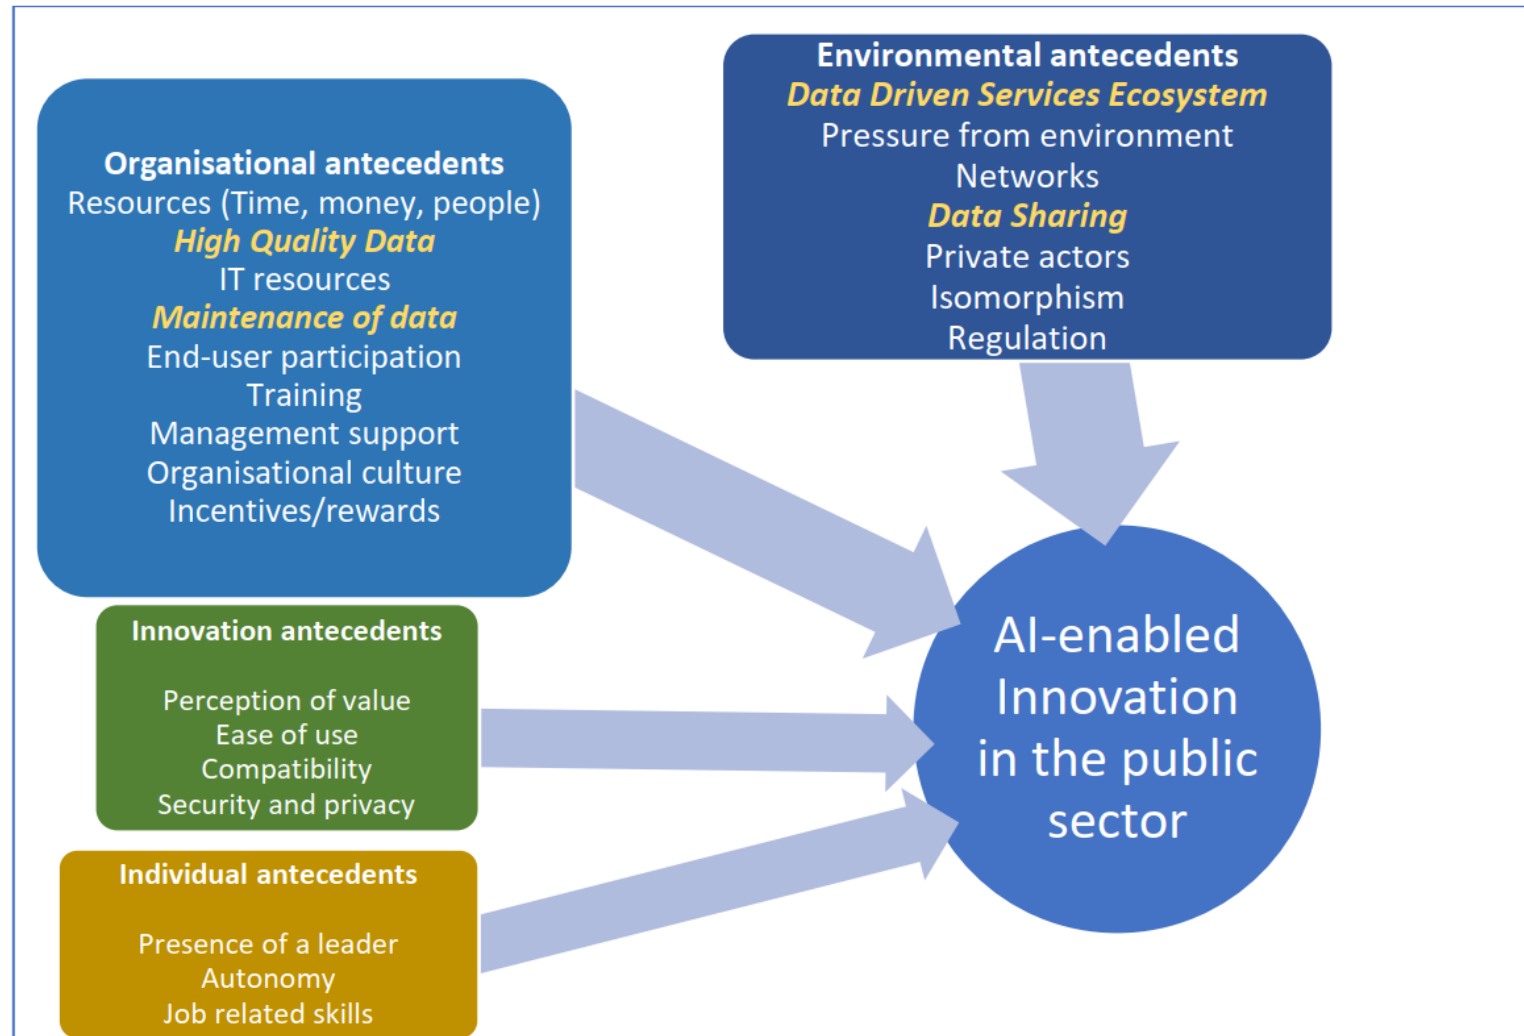 Organisational antecedents
Resources (Time, money, people)
High Quality Data
IT resources
Maintenance of data
End-user participation
Training
Management support
Organisational culture
Incentives/rewards
Environmental antecedents
Data Driven Services Ecosystem
Pressure from environment
Networks
Data Sharing
Private actors
Isomorphism
Regulation
Innovation antecedents
Perception of value
Ease of use
Compatibility
Security and privacy
Individual antecedents
Presence of a leader
Autonomy
Job related skills
AI-enabled
Innovation
in the public
sector